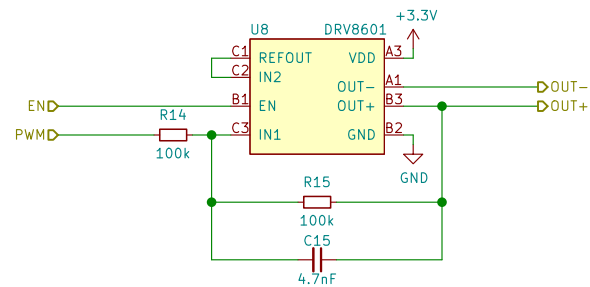 +3.3V
U8 DRV8601
C1 REFOUT VDD A3
C2 IN2
OUT- A1 OUT-
EN B1 EN OUT+ B3 OUT+
R14
PWM C3 IN1 GND B2
100k
GND
R15
100k
C15
4.7nF